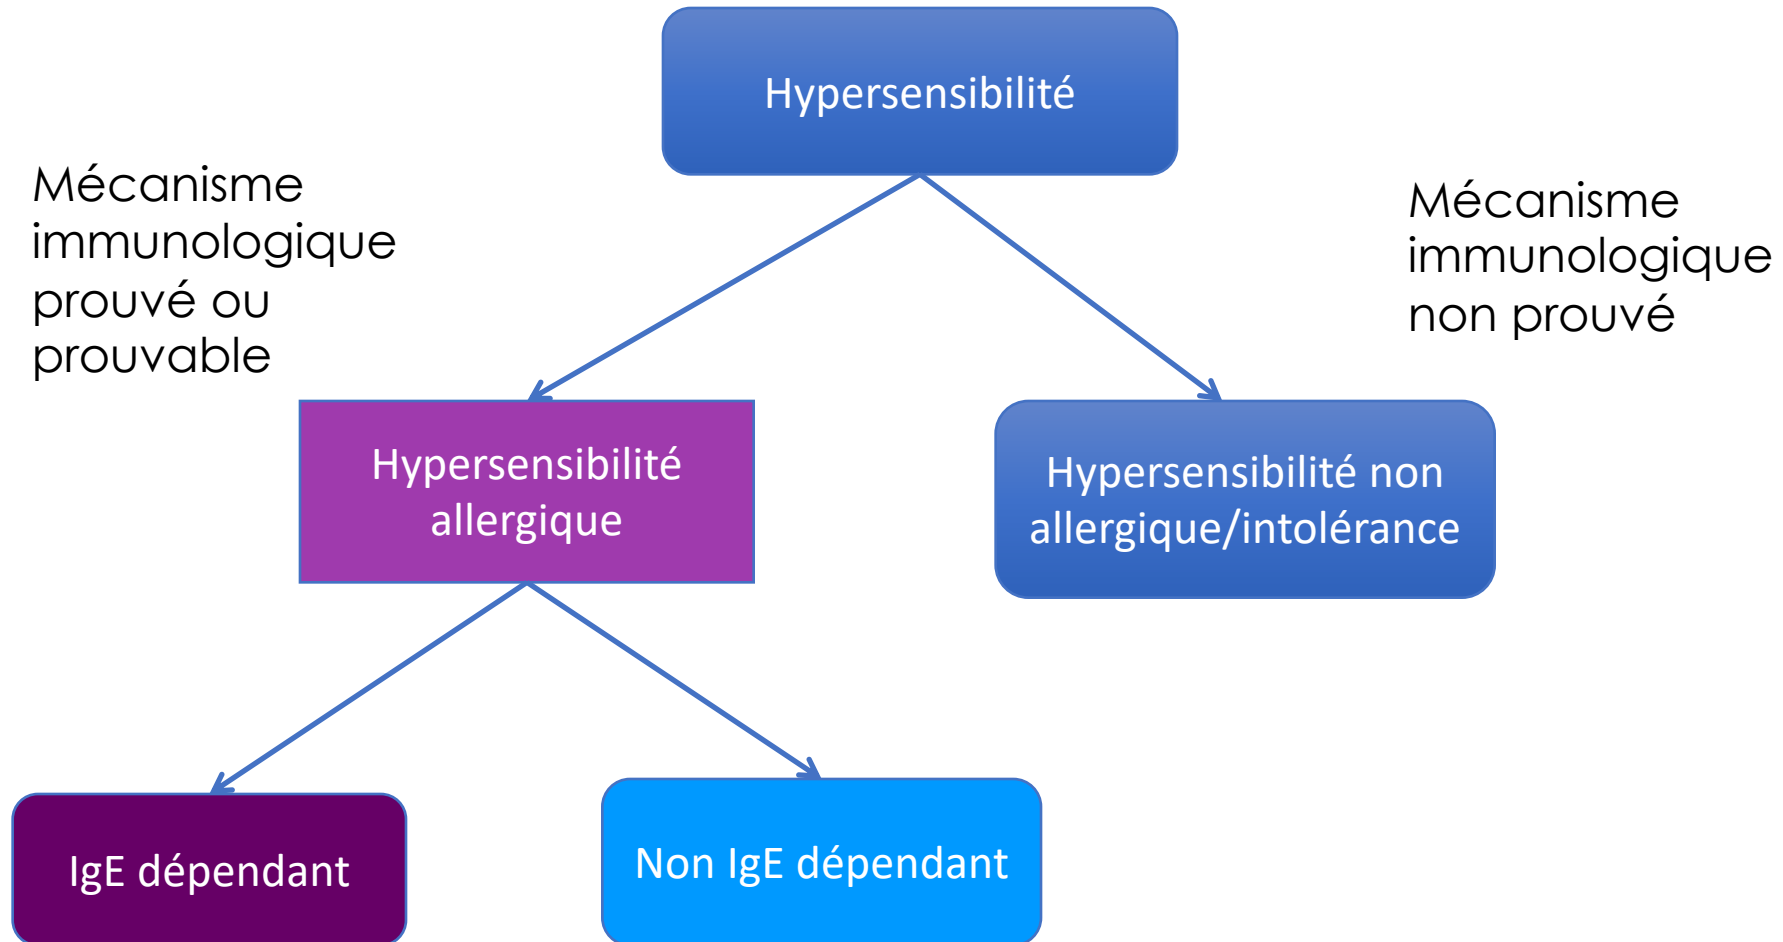 Hypersensibilité
Mécanisme
immunologique
prouvé ou
prouvable
Mécanisme
immunologique
non prouvé
Hypersensibilité
allergique
Hypersensibilité non
allergique/intolérance
IgE dépendant
Non IgE dépendant